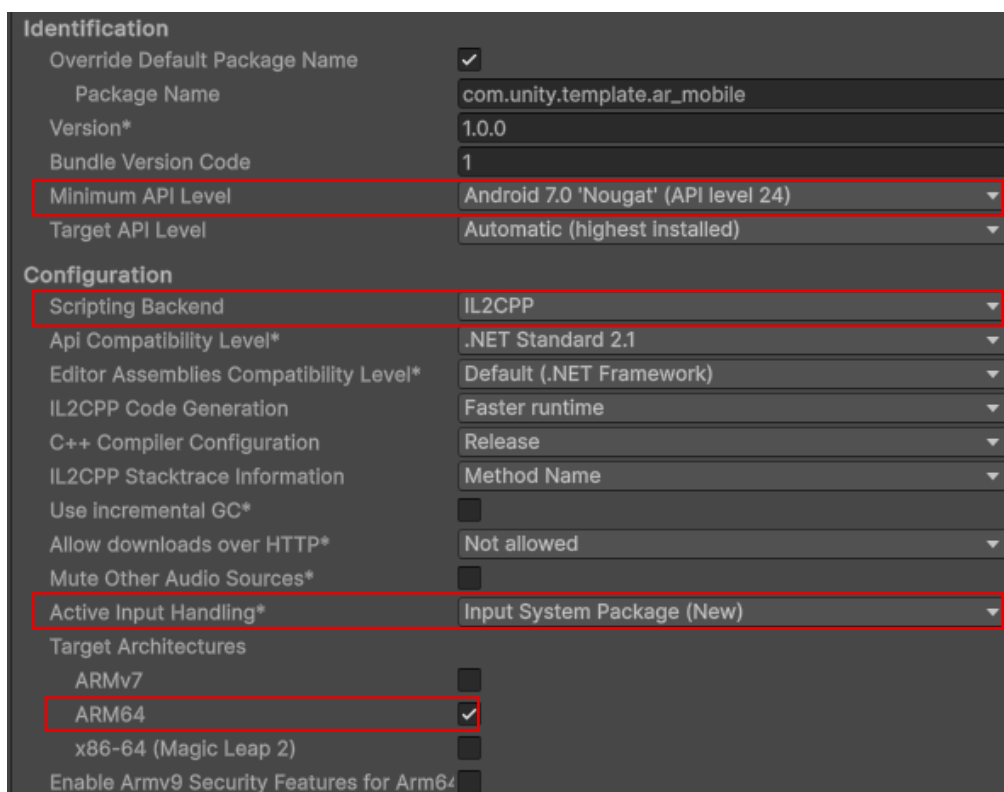 Identification
Override Default Package Name
Package Name com.unity.template.ar_mobile
Version* 1.0.0
Bundle Version Code 1
Minimum API Level Android 7.0 'Nougat' (API level 24)
Target API Level Automatic (highest installed)
Configuration
Scripting Backend IL2CPP
Api Compatibility Level* .NET Standard 2.1
Editor Assemblies Compatibility Level* Default (.NET Framework)
IL2CPP Code Generation Faster runtime
C++ Compiler Configuration Release
IL2CPP Stacktrace Information Method Name
Use incremental GC*
Allow downloads over HTTP* Not allowed
Mute Other Audio Sources*
Active Input Handling* Input System Package (New)
Target Architectures
ARMv7
ARM64
x86-64 (Magic Leap 2)
Enable Armv9 Security Features for Arm64